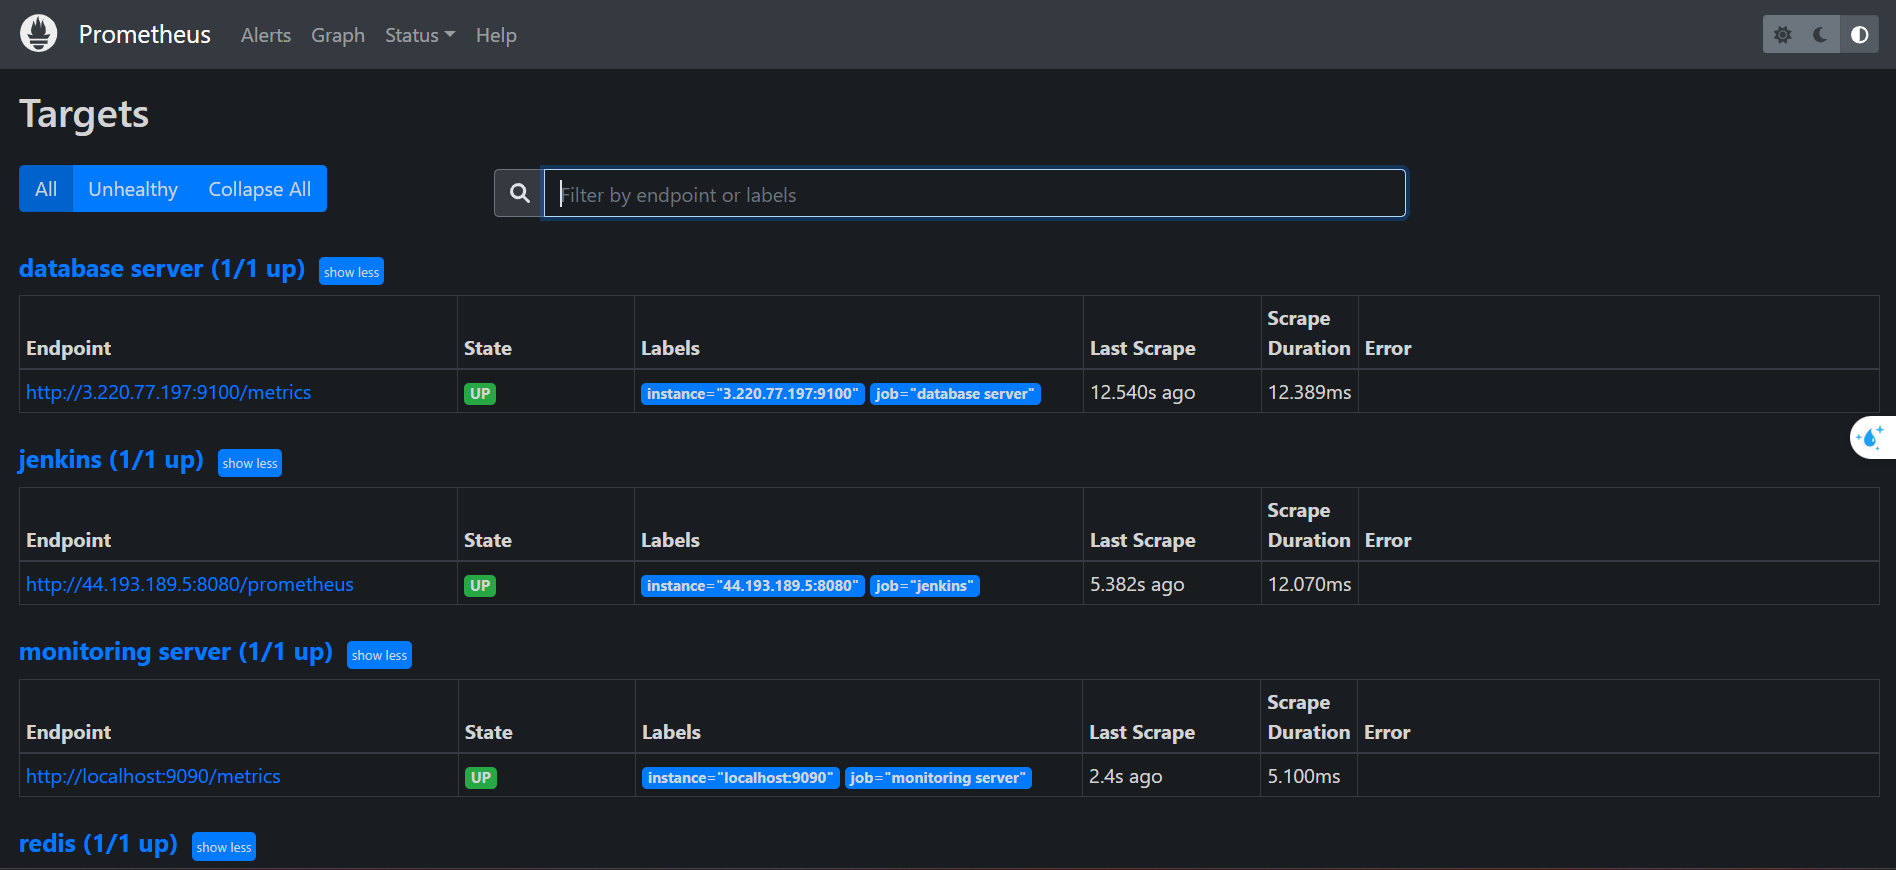 Prometheus Alerts Graph Status Help
Targets
All Unhealthy Collapse All
Filter by endpoint or labels
database server (1/1 up) show less
Endpoint State Labels Last Scrape Scrape Duration Error
http://3.220.77.197:9100/metrics UP instance="3.220.77.197:9100" job="database server" 12.540s ago 12.389ms
jenkins (1/1 up) show less
Endpoint State Labels Last Scrape Scrape Duration Error
http://44.193.189.5:8080/prometheus UP instance="44.193.189.5:8080" job="jenkins" 5.382s ago 12.070ms
monitoring server (1/1 up) show less
Endpoint State Labels Last Scrape Scrape Duration Error
http://localhost:9090/metrics UP instance="localhost:9090" job="monitoring server" 2.4s ago 5.100ms
redis (1/1 up) show less